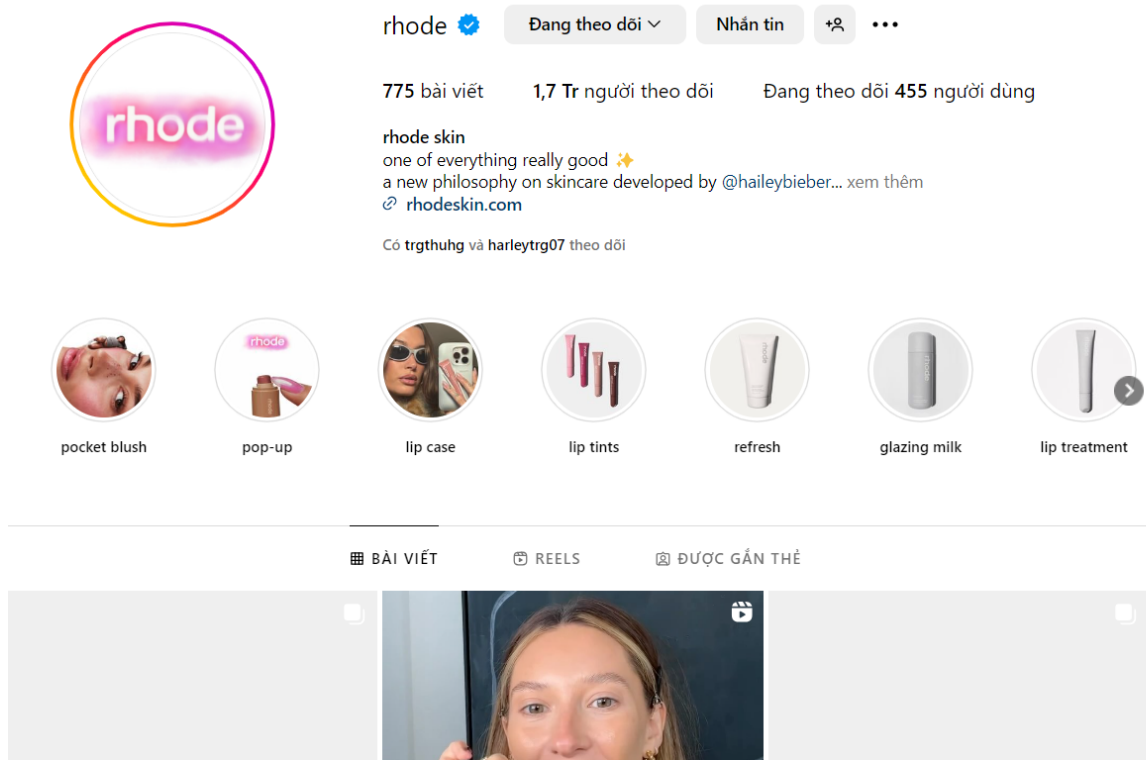 rhode Đang theo dõi Nhắn tin
rhode
775 bài viết 1,7 Tr người theo dõi Đang theo dõi 455 người dùng
rhode skin
one of everything really good ✨
a new philosophy on skincare developed by @haileybieber... xem thêm
rhodeskin.com
Có trgthuhg và harleytrg07 theo dõi
rhode
rhode
rhode
pocket blush pop-up lip case lip tints refresh glazing milk lip treatment
BÀI VIẾT REELS ĐƯỢC GẮN THẺ